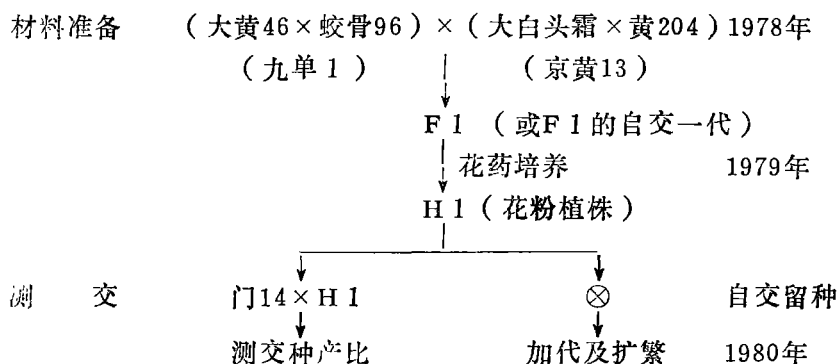 材料准备 (大黄46×蛟骨96)×(大白头霜×黄204)1978年
(九单1) (京黄13)
F1 (或F1的自交一代)
花药培养 1979年
H1(花粉植株)
测 交 门14×H1 ⊗ 自交留种
测交种产比 加代及扩繁 1980年